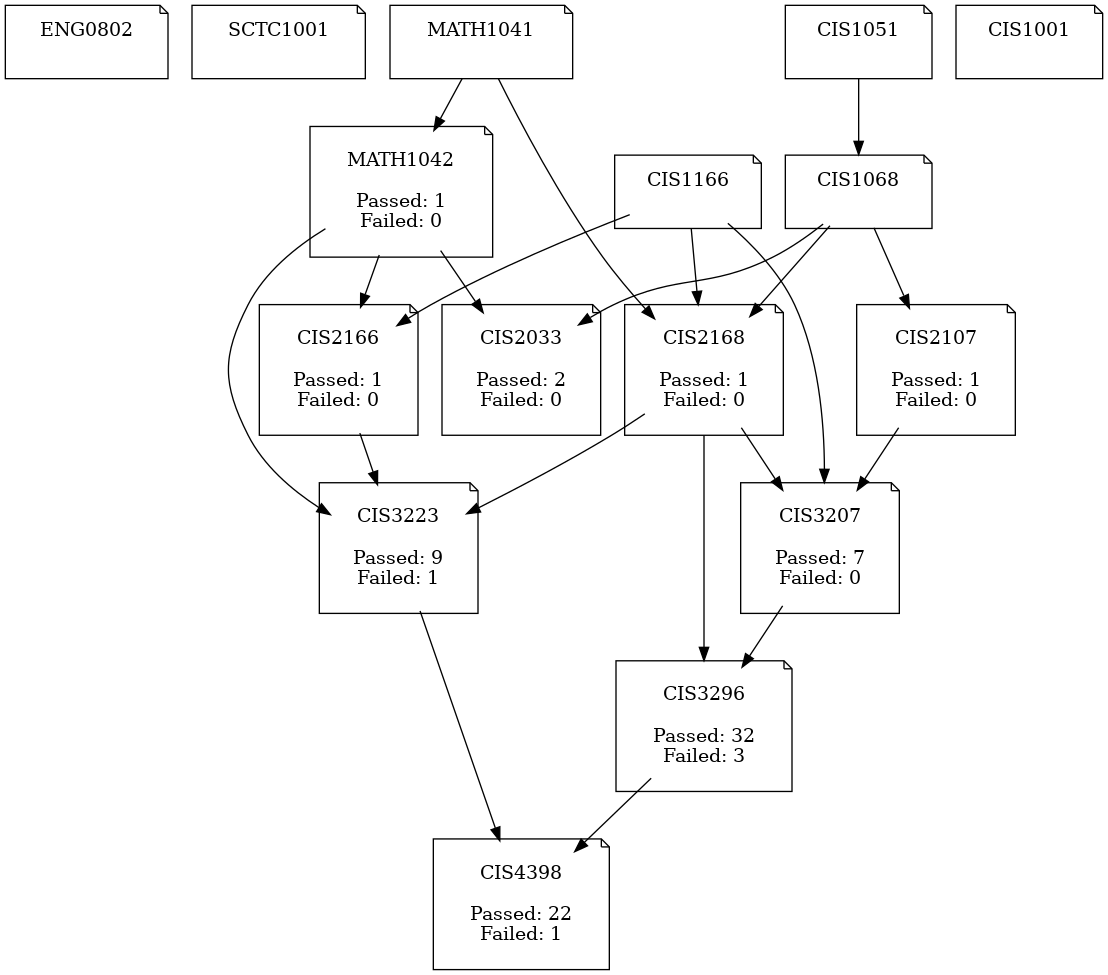 ENG0802
SCTC1001
MATH1041
CIS1051
CIS1001
MATH1042
Passed: 1
Failed: 0
CIS1166
CIS1068
CIS2166
Passed: 1
Failed: 0
CIS2033
Passed: 2
Failed: 0
CIS2168
Passed: 1
Failed: 0
CIS2107
Passed: 1
Failed: 0
CIS3223
Passed: 9
Failed: 1
CIS3207
Passed: 7
Failed: 0
CIS3296
Passed: 32
Failed: 3
CIS4398
Passed: 22
Failed: 1